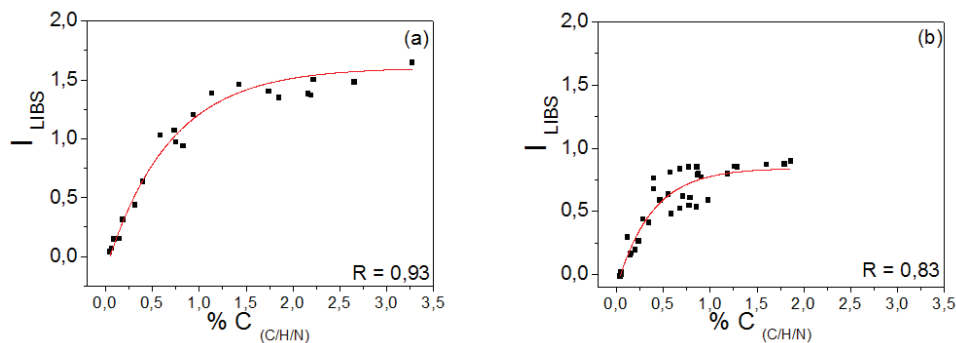 (a)
2,0
1,5
1,0
0,5
0,0
I LIBS
R = 0,93
0,0 0,5 1,0 1,5 2,0 2,5 3,0 3,5
% C (C/H/N)
(b)
2,0
1,5
1,0
0,5
0,0
I LIBS
R = 0,83
0,0 0,5 1,0 1,5 2,0 2,5 3,0 3,5
% C (C/H/N)